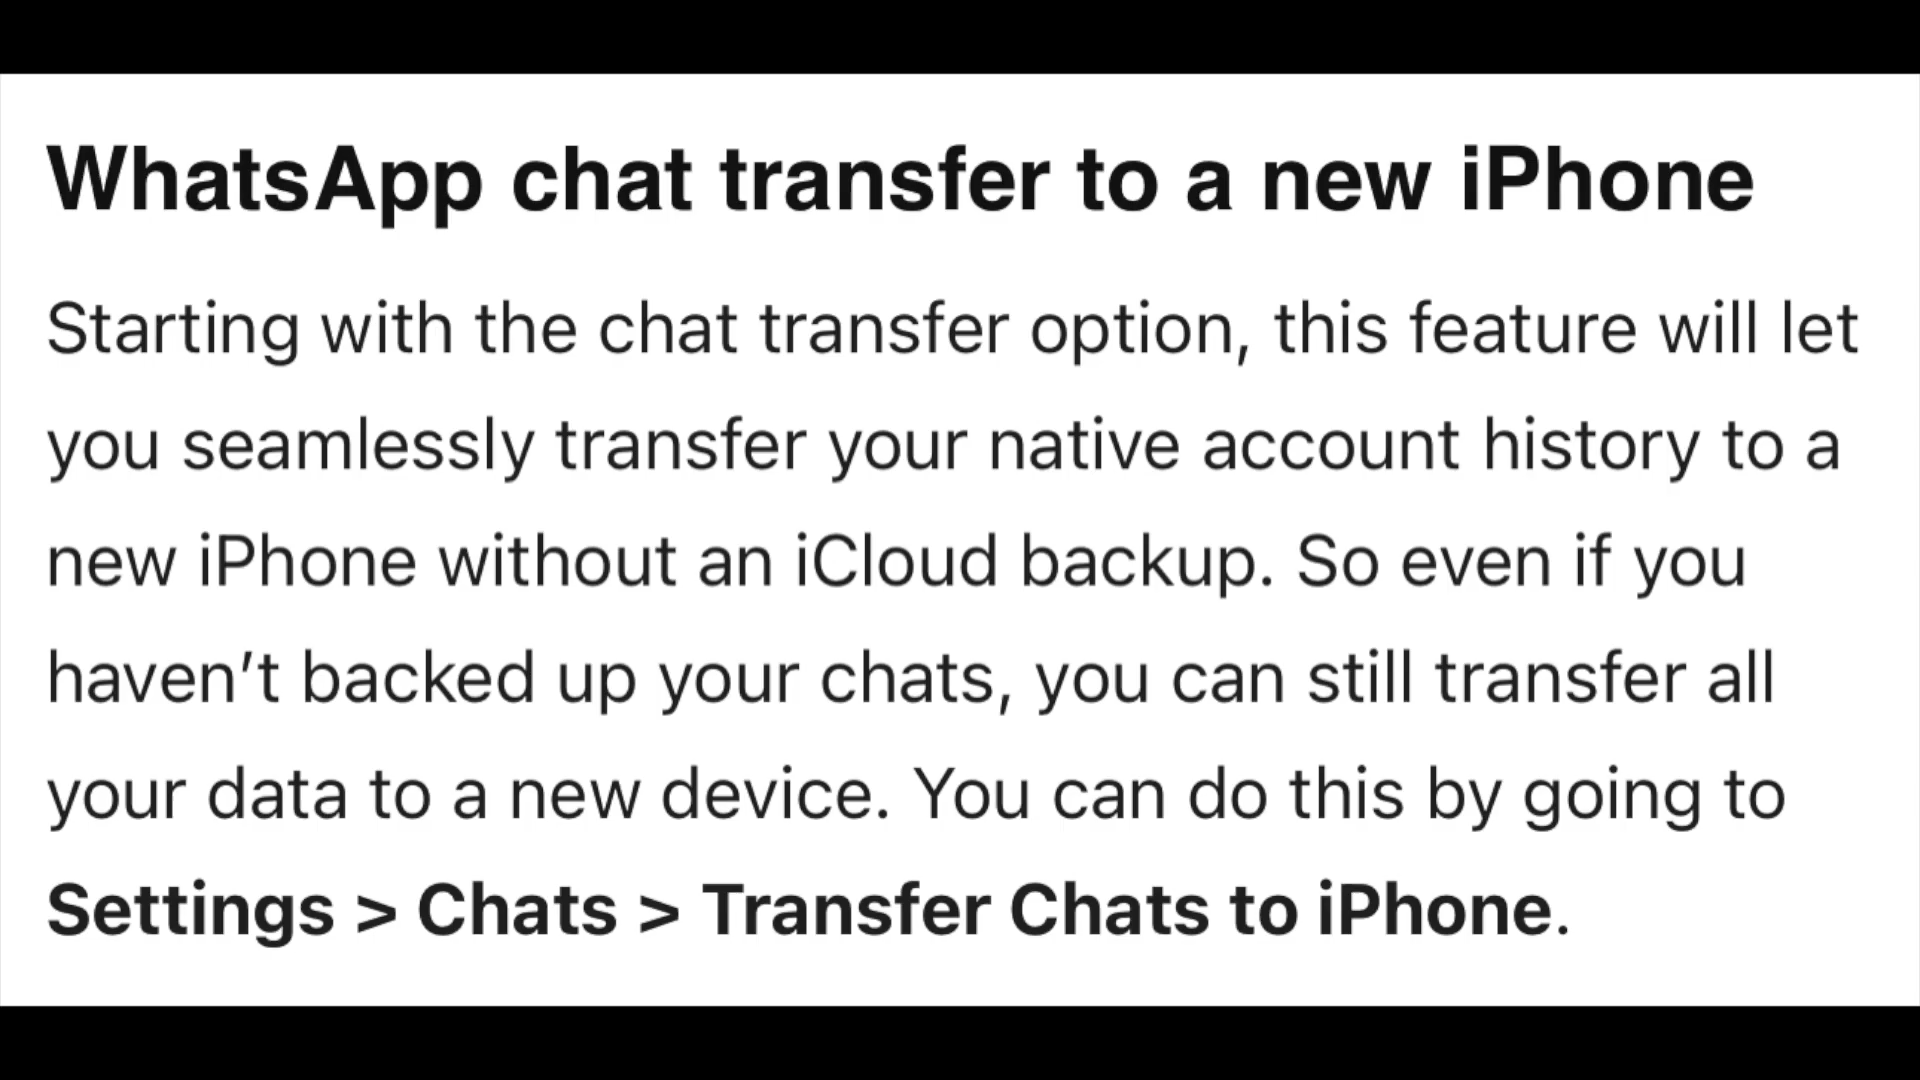 WhatsApp chat transfer to a new iPhone
Starting with the chat transfer option, this feature will let
you seamlessly transfer your native account history to a
new iPhone without an iCloud backup. So even if you
haven’t backed up your chats, you can still transfer all
your data to a new device. You can do this by going to
Settings > Chats > Transfer Chats to iPhone.